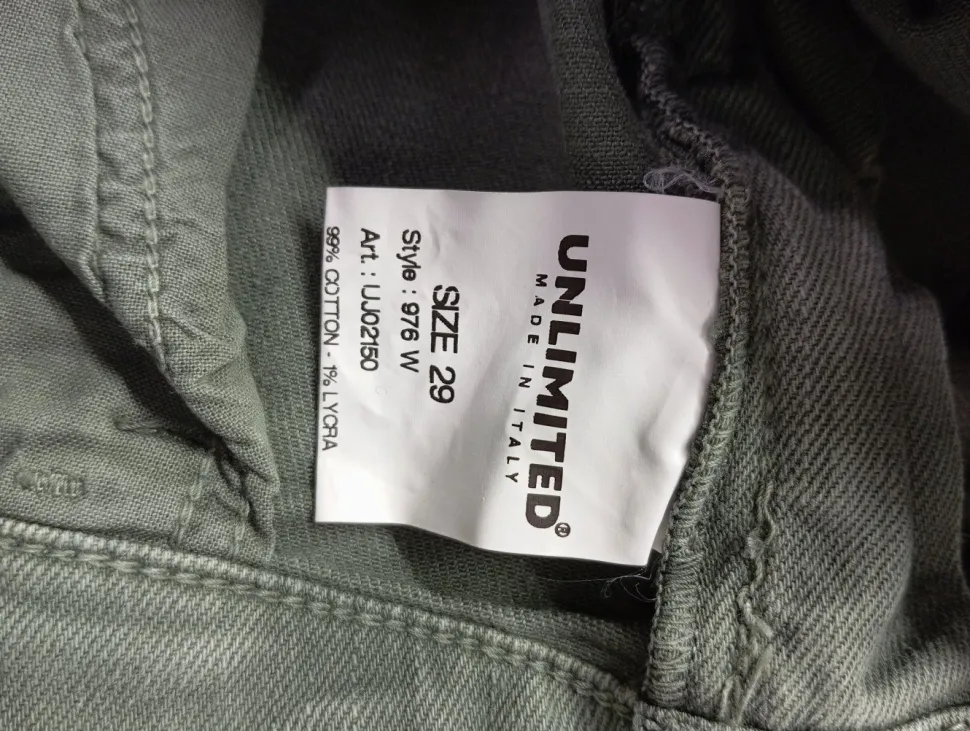 UNLIMITED®
MADE IN ITALY
SIZE 29
Style : 976 W
Art. : UJ02150
99% COTTON - 1% LYCRA